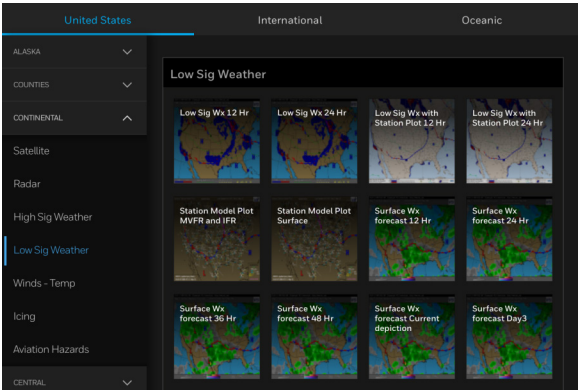 United States
International
Oceanic
ALASKA
COUNTIES
CONTINENTAL
Satellite
Radar
High Sig Weather
Low Sig Weather
Winds - Temp
Icing
Aviation Hazards
CENTRAL
Low Sig Weather
Low Sig Wx 12 Hr
Low Sig Wx 24 Hr
Low Sig Wx with
Station Plot 12 Hr
Low Sig Wx with
Station Plot 24 Hr
Station Model Plot
MVFR and IFR
Station Model Plot
Surface
Surface Wx
forecast 12 Hr
Surface Wx
forecast 24 Hr
Surface Wx
forecast 36 Hr
Surface Wx
forecast 48 Hr
Surface Wx
forecast Current
depiction
Surface Wx
forecast Day3